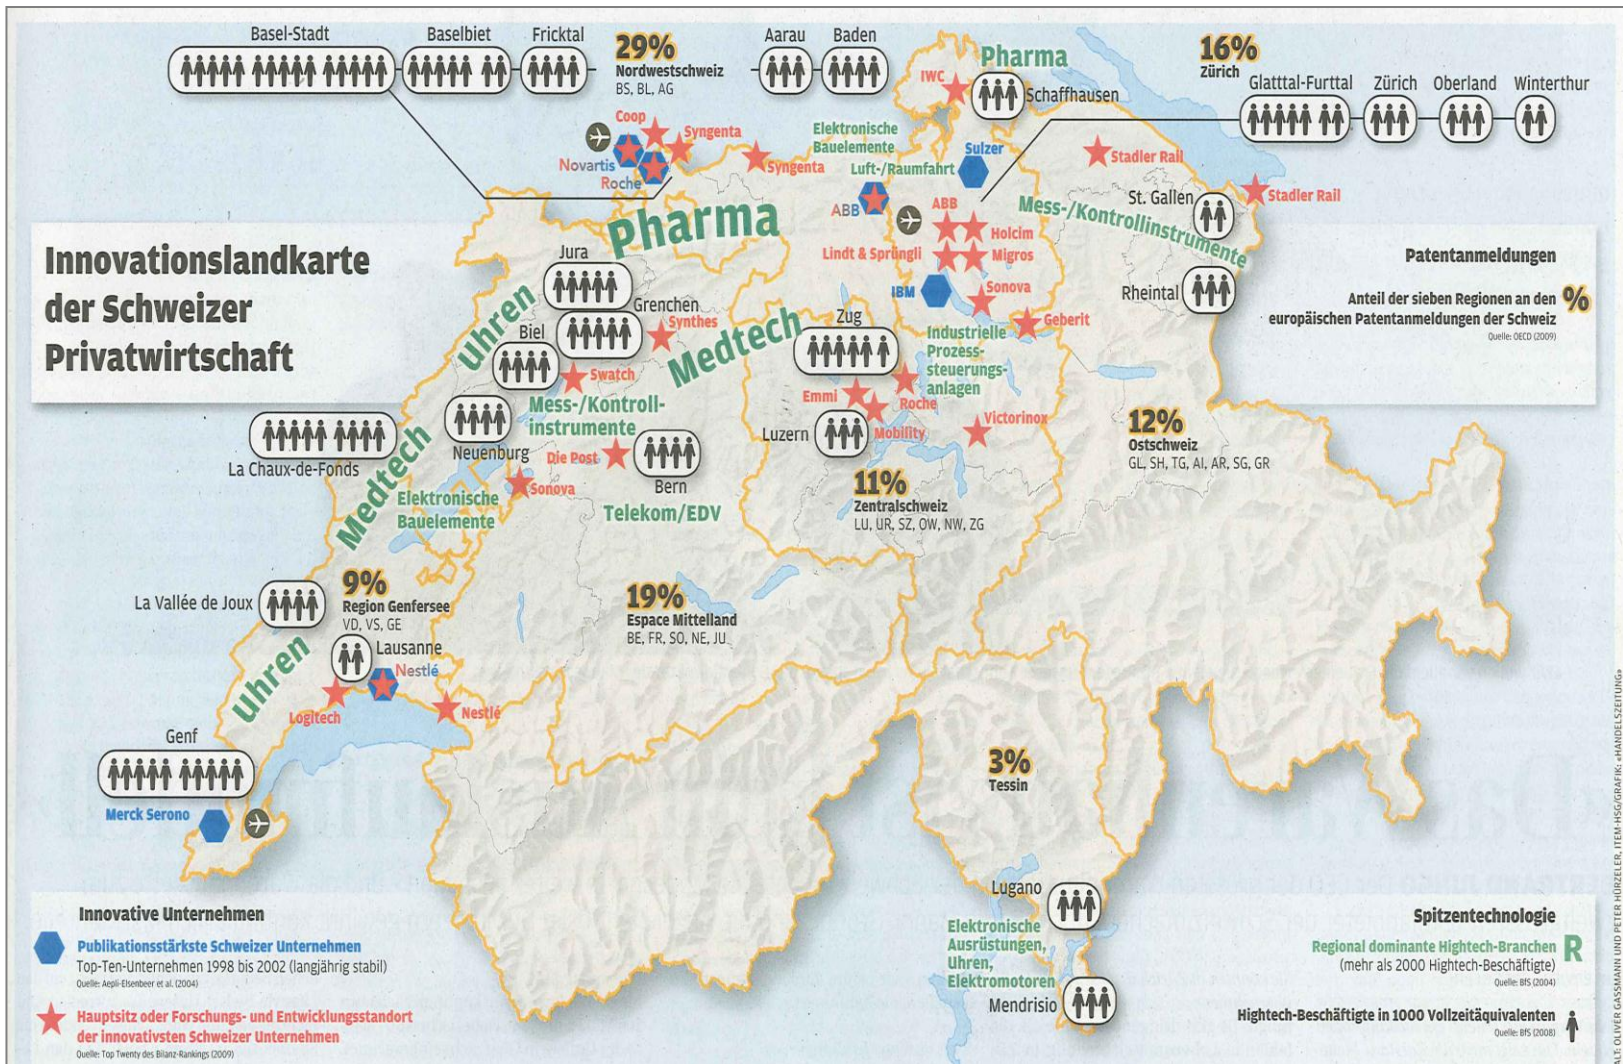 Basel-Stadt
Baselbiet
Fricktal
29%
Nordwestschweiz
BS, BL, AG
Aarau
Baden
Pharma
IWC
Schaffhausen
16%
Zürich
Glatttal-Furttal
Zürich
Oberland
Winterthur
Coop
Syngenta
Novartis
Roche
Syngenta
Elektronische
Bauelemente
Luft-/Raumfahrt
Sulzer
Stadler Rail
Stadler Rail
St. Gallen
Mess-/Kontrollinstrumente
Rheintal
ABB
ABB
Holcim
Lindt & Sprüngli
Migros
IBM
Sonova
Geberit
Pharma
Innovationslandkarte
der Schweizer
Privatwirtschaft
Patentanmeldungen
Anteil der sieben Regionen an den
europäischen Patentanmeldungen der Schweiz
%
Quelle: OECD (2009)
Jura
Grenchen
Uhren
Biel
Synthes
Medtech
Swatch
Zug
Industrielle
Prozess-
steuerungs-
anlagen
Mess-/Kontroll-
instrumente
Emmi
Roche
Mobility
Victorinox
Luzern
Neuenburg
La Chaux-de-Fonds
Die Post
Bern
Medtech
Sonova
Elektronische
Bauelemente
Telekom/EDV
12%
Ostschweiz
GL, SH, TG, AI, AR, SG, GR
11%
Zentralschweiz
LU, UR, SZ, OW, NW, ZG
La Vallée de Joux
9%
Region Genfersee
VD, VS, GE
19%
Espace Mittelland
BE, FR, SO, NE, JU
Lausanne
Nestlé
Uhren
Logitech
Nestlé
Genf
Merck Serono
3%
Tessin
Lugano
Elektronische
Ausrüstungen,
Uhren,
Elektromotoren
Mendrisio
Innovative Unternehmen
Publikationsstärkste Schweizer Unternehmen
Top-Ten-Unternehmen 1998 bis 2002 (langjährig stabil)
Quelle: Aepli-Elsenbeer et al. (2004)
Hauptsitz oder Forschungs- und Entwicklungsstandort
der innovativsten Schweizer Unternehmen
Quelle: Top Twenty des Bilanz-Rankings (2009)
Spitzentechnologie
Regional dominante Hightech-Branchen
R
(mehr als 2000 Hightech-Beschäftigte)
Quelle: BfS (2004)
Hightech-Beschäftigte in 1000 Vollzeitäquivalenten
Quelle: BfS (2008)
OLIVER GASSMANN UND PETER HÜRZELER, ITEM-HSG/GRAFIK: «HANDELSZEITUNG»